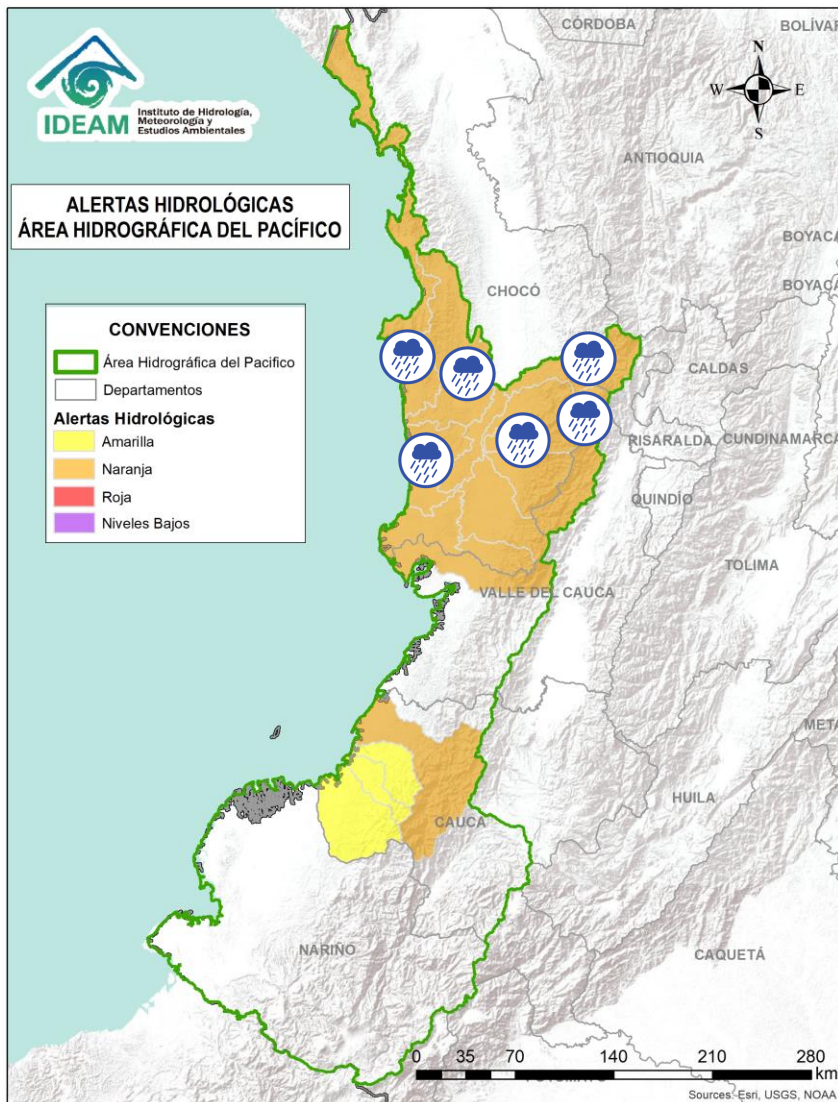 CÓRDOBA
BOLÍVAR
N
W E
S
IDEAM
Instituto de Hidrología,
Meteorología y
Estudios Ambientales
ANTIOQUIA
ALERTAS HIDROLÓGICAS
ÁREA HIDROGRÁFICA DEL PACÍFICO
BOYACÁ
BOYACÁ
CHOCÓ
CONVENCIONES
Área Hidrográfica del Pacifico
Departamentos
Alertas Hidrológicas
Amarilla
Naranja
Roja
Niveles Bajos
CALDAS
RISARALDA
CUNDINAMARCA
QUINDÍO
TOLIMA
VALLE DEL CAUCA
META
HUILA
CAUCA
NARIÑO
CAQUETÁ
0 35 70 140 210 280
km
Sources: Esri, USGS, NOAA